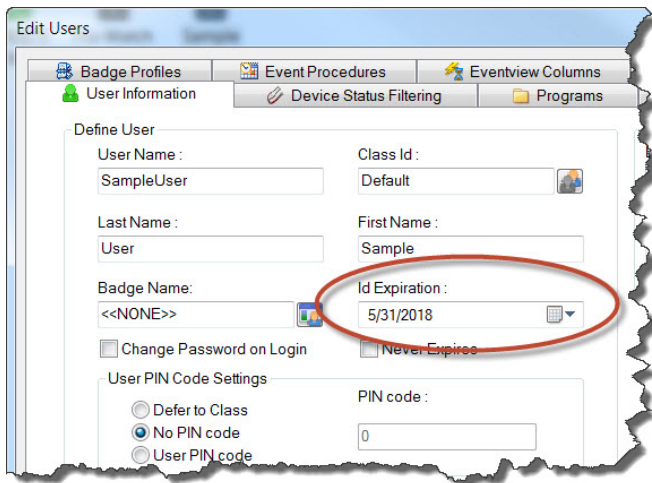 Edit Users
Badge Profiles Event Procedures Eventview Columns
User Information Device Status Filtering Programs
Define User
User Name : Class Id :
SampleUser Default
Last Name : First Name :
User Sample
Badge Name: Id Expiration :
<<NONE>> 5/31/2018
Change Password on Login Never Expires
User PIN Code Settings
PIN code :
Defer to Class
No PIN code 0
User PIN code